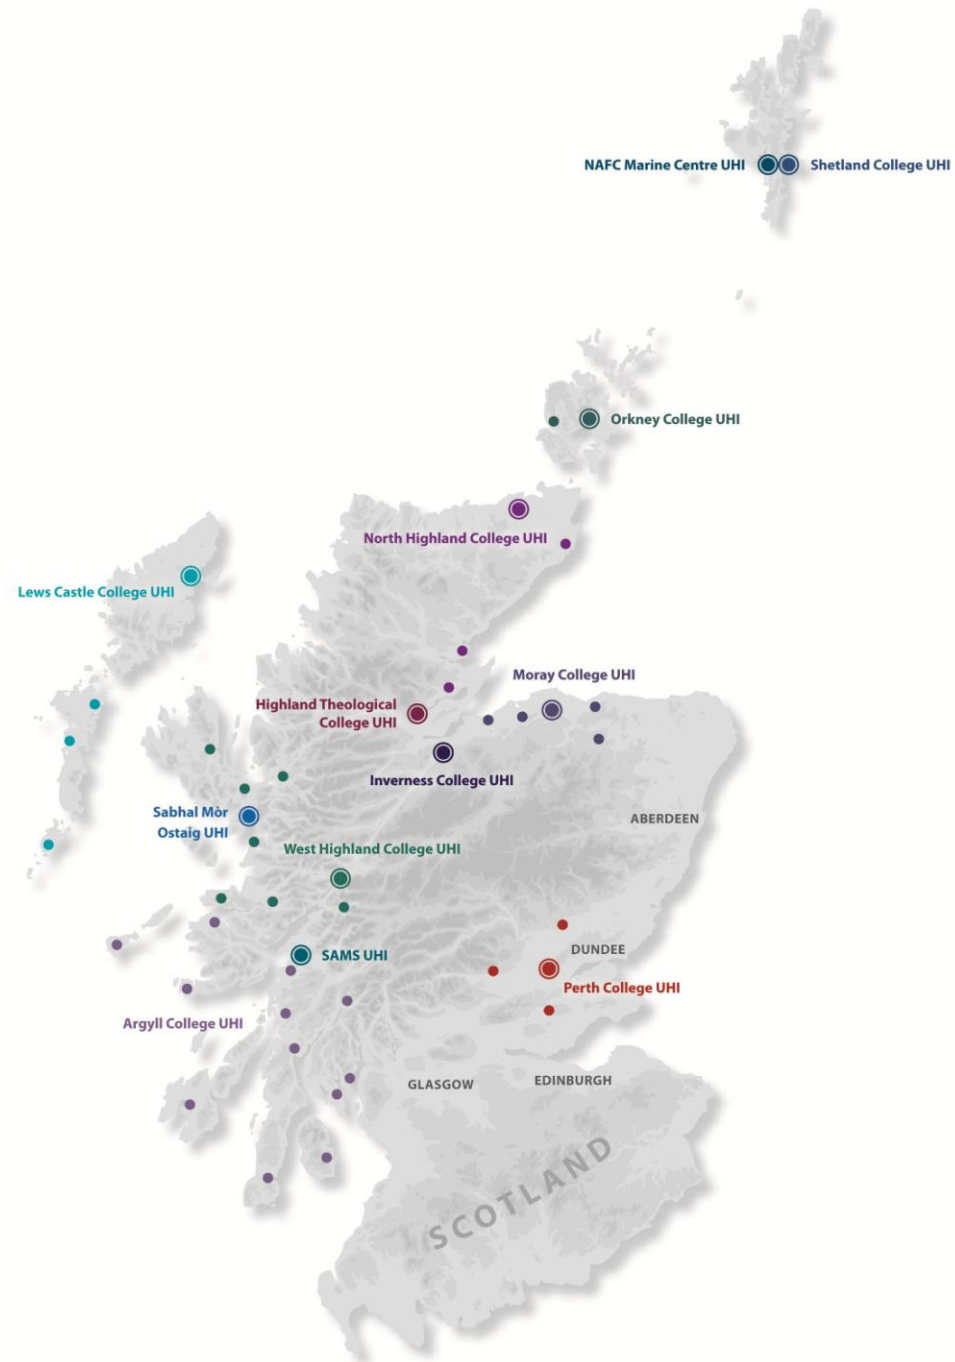 NAFC Marine Centre UHI
Shetland College UHI
Orkney College UHI
North Highland College UHI
Lews Castle College UHI
Moray College UHI
Highland Theological
College UHI
Inverness College UHI
Sabhal Mòr
Ostaig UHI
ABERDEEN
West Highland College UHI
DUNDEE
SAMS UHI
Perth College UHI
Argyll College UHI
GLASGOW
EDINBURGH
SCOTLAND